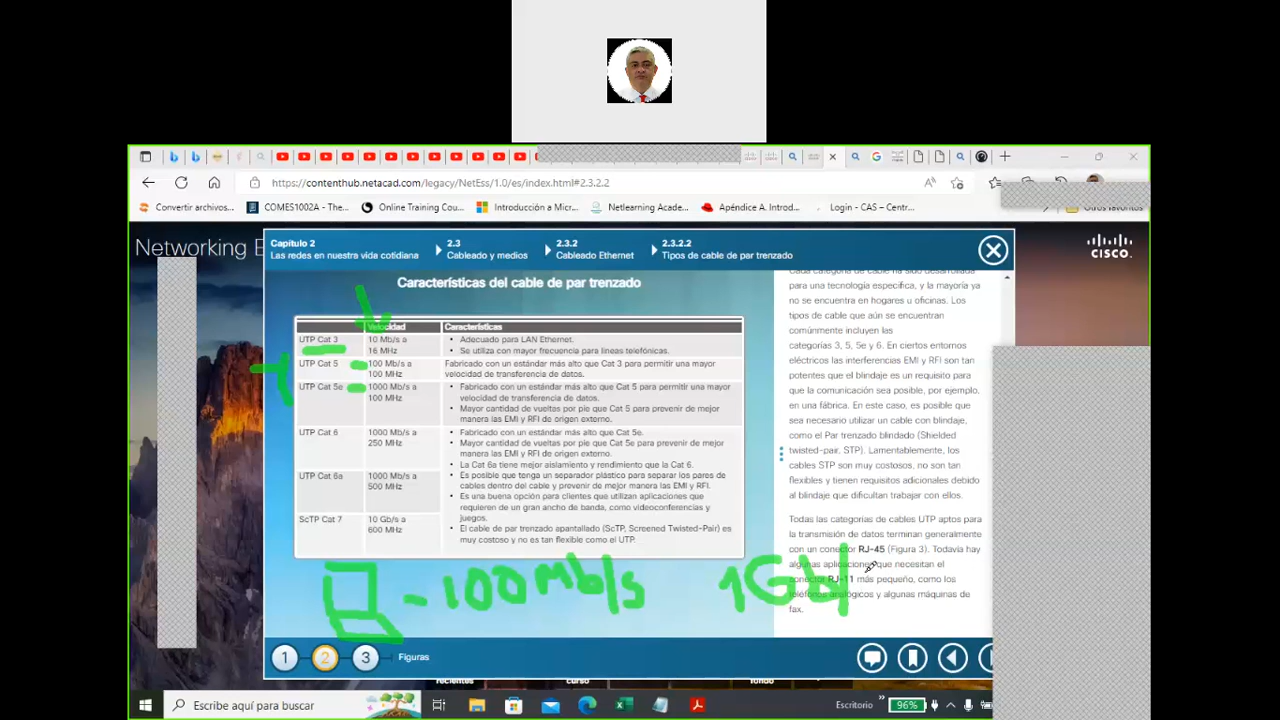 https://contenthub.netacad.com/legacy/NetEss/1.0/es/index.html#2.3.2.2
Convertir archivos...
COMES1002A - The...
Online Training Cou...
Introducción a Micr...
Netlearning Acade...
Apéndice A. Introd...
Login - CAS – Centr...
Otros favoritos
Networking E
Capítulo 2
Las redes en nuestra vida cotidiana
2.3
Cableado y medios
2.3.2
Cableado Ethernet
2.3.2.2
Tipos de cable de par trenzado
CISCO
Características del cable de par trenzado
Velocidad
Características
UTP Cat 3
10 Mb/s a
16 MHz
• Adecuado para LAN Ethernet.
• Se utiliza con mayor frecuencia para líneas telefónicas.
UTP Cat 5
100 Mb/s a
100 MHz
Fabricado con un estándar más alto que Cat 3 para permitir una mayor
velocidad de transferencia de datos.
UTP Cat 5e
1000 Mb/s a
100 MHz
• Fabricado con un estándar más alto que Cat 5 para permitir una mayor
velocidad de transferencia de datos.
• Mayor cantidad de vueltas por pie que Cat 5 para prevenir de mejor
manera las EMI y RFI de origen externo.
UTP Cat 6
1000 Mb/s a
250 MHz
UTP Cat 6a
1000 Mb/s a
500 MHz
ScTP Cat 7
10 Gb/s a
600 MHz
• Fabricado con un estándar más alto que Cat 5e.
• Mayor cantidad de vueltas por pie que Cat 5e para prevenir de mejor
manera las EMI y RFI de origen externo.
• La Cat 6a tiene mejor aislamiento y rendimiento que la Cat 6.
• Es posible que tenga un separador plástico para separar los pares de
cables dentro del cable y prevenir de mejor manera las EMI y RFI.
• Es una buena opción para clientes que utilizan aplicaciones que
requieren de un gran ancho de banda, como videoconferencias y
juegos.
• El cable de par trenzado apantallado (ScTP, Screened Twisted-Pair) es
muy costoso y no es tan flexible como el UTP.
- 100 Mb/s 1Gb/
Cada categoría de cable ha sido desarrollada
para una tecnología específica, y la mayoría ya
no se encuentra en hogares u oficinas. Los
tipos de cable que aún se encuentran
comúnmente incluyen las
categorías 3, 5, 5e y 6. En ciertos entornos
eléctricos las interferencias EMI y RFI son tan
potentes que el blindaje es un requisito para
que la comunicación sea posible, por ejemplo,
en una fábrica. En este caso, es posible que
sea necesario utilizar un cable con blindaje,
como el Par trenzado blindado (Shielded
twisted-pair, STP). Lamentablemente, los
cables STP son muy costosos, no son tan
flexibles y tienen requisitos adicionales debido
al blindaje que dificultan trabajar con ellos.
Todas las categorías de cables UTP aptos para
la transmisión de datos terminan generalmente
con un conector RJ-45 (Figura 3). Todavía hay
algunas aplicaciones que necesitan el
conector RJ-11 más pequeño, como los
teléfonos analógicos y algunas máquinas de
fax.
1
2
3
Figuras
recientes
curso
fondo
Escribe aquí para buscar
Escritorio
96%